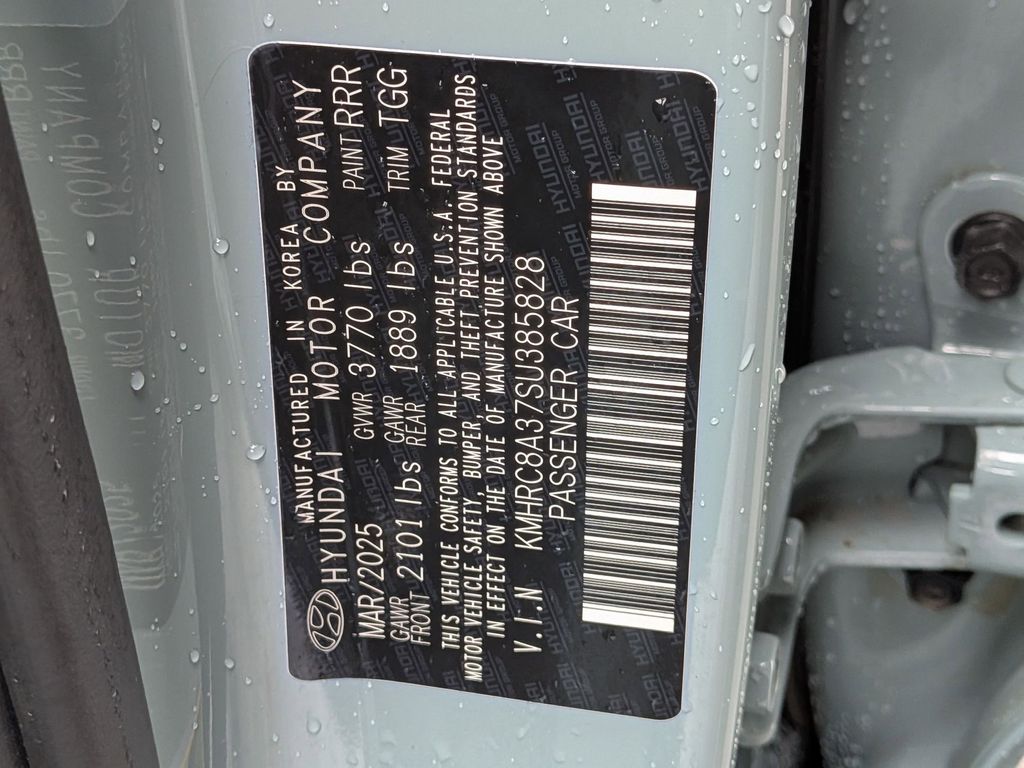 MANUFACTURED IN KOREA BY
HYUNDAI MOTOR COMPANY
MAR/2025 GVWR 3770 lbs PAINT RRR
GAWR FRONT 2101 lbs GAWR REAR 1889 lbs TRIM TGG
THIS VEHICLE CONFORMS TO ALL APPLICABLE U.S.A. FEDERAL
MOTOR VEHICLE SAFETY, BUMPER AND THEFT PREVENTION STANDARDS
IN EFFECT ON THE DATE OF MANUFACTURE SHOWN ABOVE
V.I.N KMHRC8A37SU385828
PASSENGER CAR